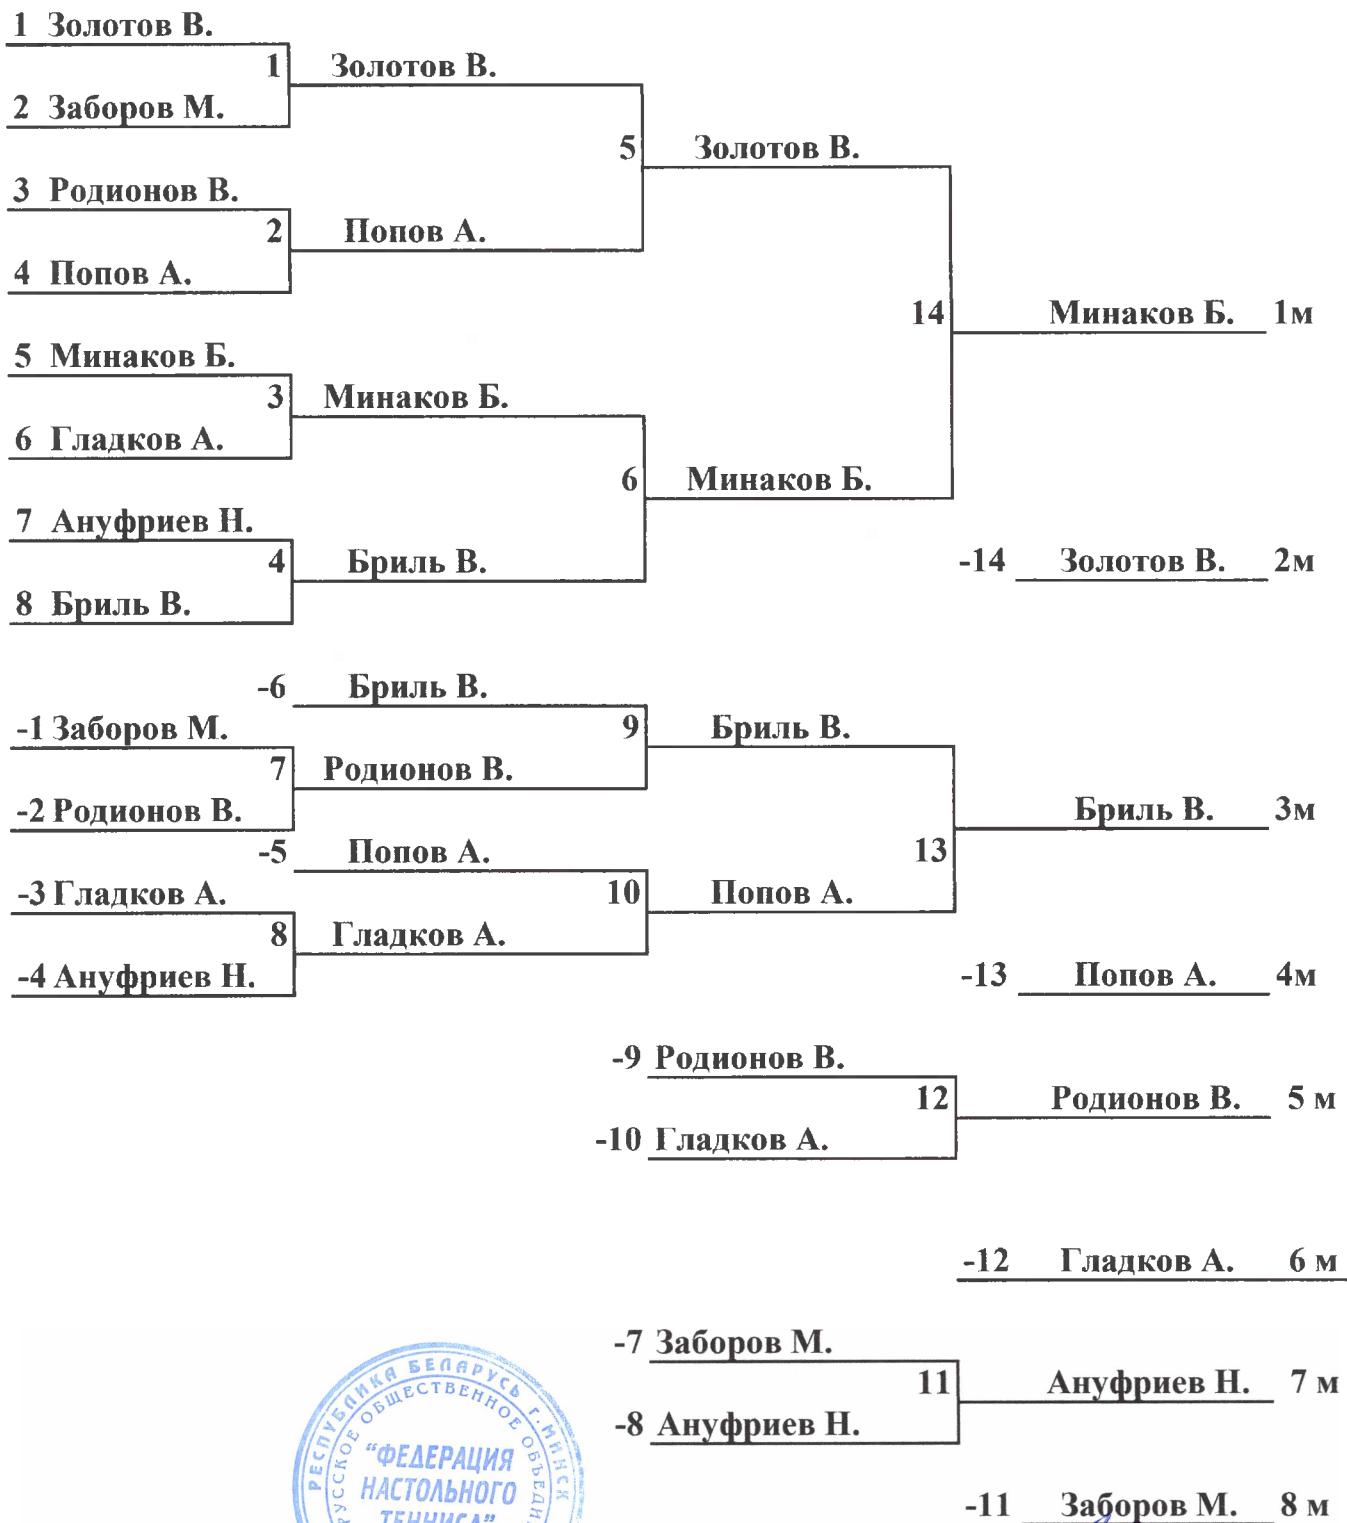 1 Золотов В.
1 Золотов В.
2 Заборов М.
5 Золотов В.
3 Родионов В.
2 Попов А.
4 Попов А.
14 Минаков Б. 1м
5 Минаков Б.
3 Минаков Б.
6 Гладков А.
6 Минаков Б.
7 Ануфриев Н.
4 Бриль В.
-14 Золотов В. 2м
8 Бриль В.
-6 Бриль В.
-1 Заборов М.
9 Бриль В.
7 Родионов В.
-2 Родионов В.
Бриль В. 3м
-5 Попов А.
13
-3 Гладков А.
10 Попов А.
8 Гладков А.
-4 Ануфриев Н.
-13 Попов А. 4м
-9 Родионов В.
12 Родионов В. 5 м
-10 Гладков А.
-12 Гладков А. 6 м
-7 Заборов М.
11 Ануфриев Н. 7 м
-8 Ануфриев Н.
-11 Заборов М. 8 м
РЕСПУБЛИКА БЕЛАРУСЬ г.МИНСК
ОБЩЕСТВЕННОЕ
"ФЕДЕРАЦИЯ
НАСТОЛЬНОГО
ТЕННИСА"